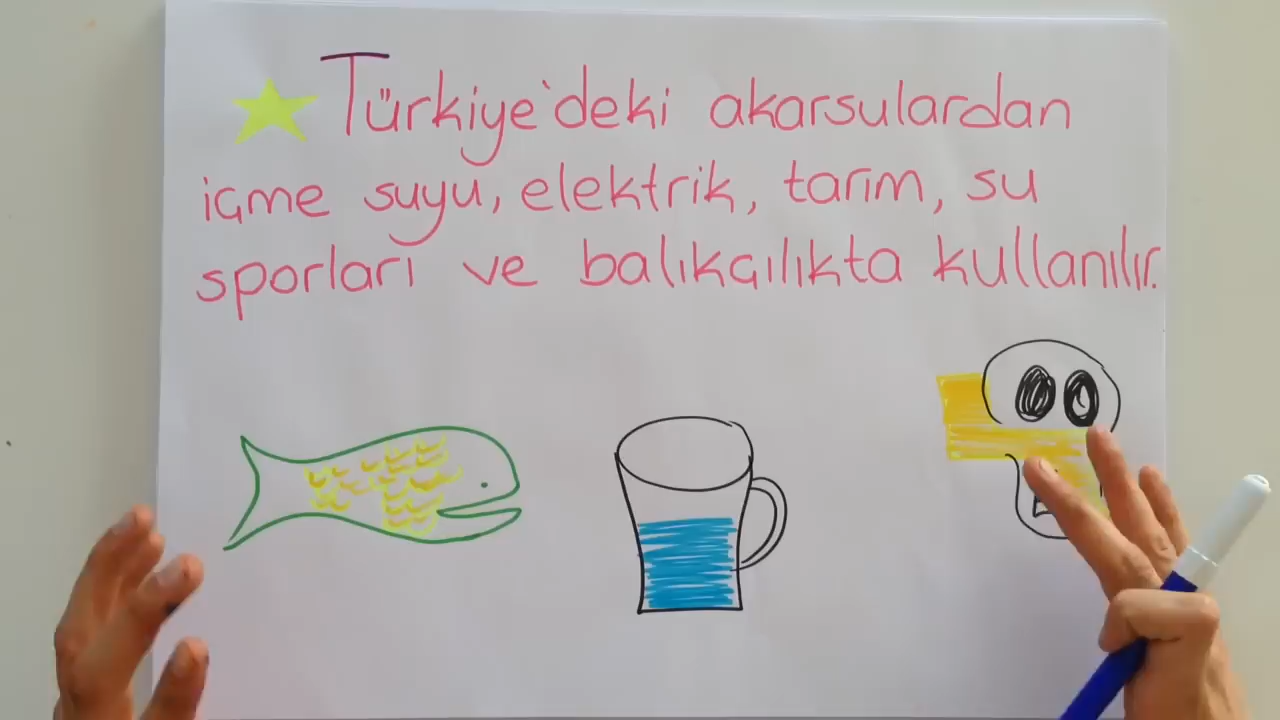 Türkiye'deki akarsulardan
içme suyu, elektrik, tarım, su
sporları ve balıkçılıkta kullanılır.